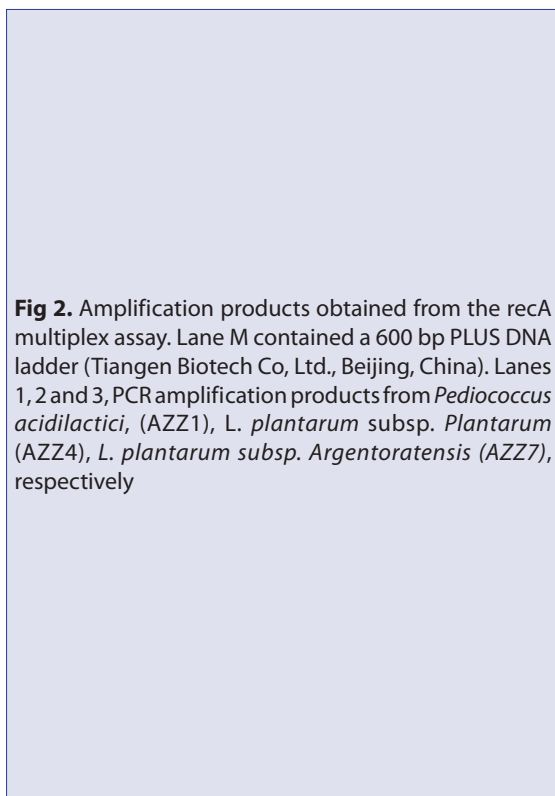 Fig 2. Amplification products obtained from the recA
multiplex assay. Lane M contained a 600 bp PLUS DNA
ladder (Tiangen Biotech Co, Ltd., Beijing, China). Lanes
1, 2 and 3, PCR amplification products from Pediococcus
acidilactici, (AZZ1), L. plantarum subsp. Plantarum
(AZZ4), L. plantarum subsp. Argentoratensis (AZZ7),
respectively